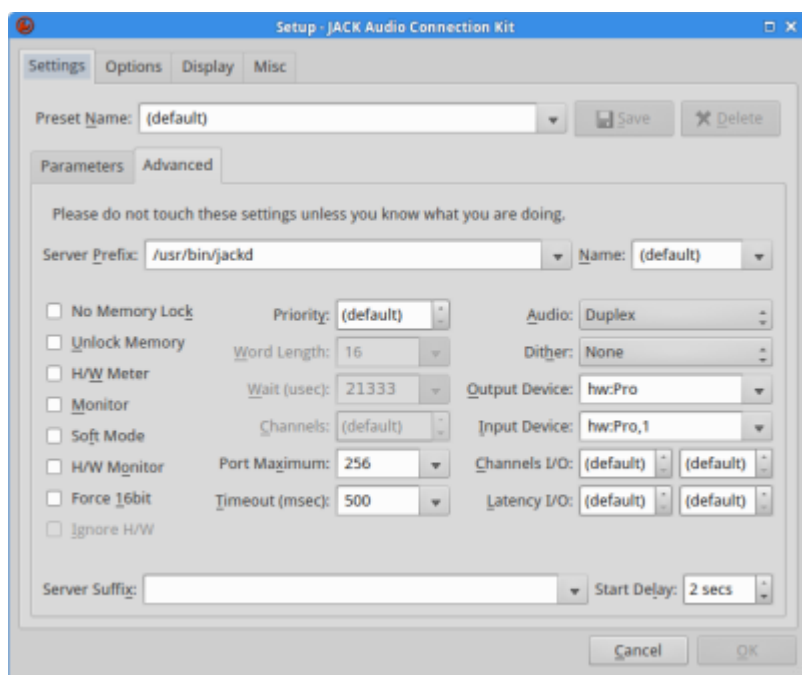 Setup - JACK Audio Connection Kit
Settings Options Display Misc
Preset Name: (default) Save Delete
Parameters Advanced
Please do not touch these settings unless you know what you are doing.
Server Prefix: /usr/bin/jackd Name: (default)
No Memory Lock Priority: (default) Audio: Duplex
Unlock Memory Word Length: 16 Dither: None
H/W Meter Wait (usec): 21333 Output Device: hw:Pro
Monitor Channels: (default) Input Device: hw:Pro,1
Soft Mode
H/W Monitor Port Maximum: 256 Channels I/O: (default) (default)
Force 16bit Timeout (msec): 500 Latency I/O: (default) (default)
Ignore H/W
Server Suffix: Start Delay: 2 secs
Cancel OK